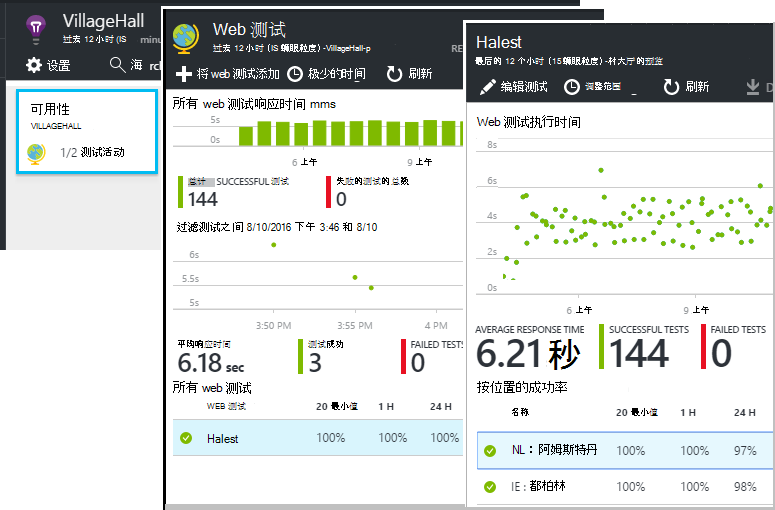 VillageHall
过去 12 小时 (IS minu
设置 海 rcl
可用性
VILLAGEHALL
1/2 测试活动
Web 测试
过去 12 小时 (IS 蛳眼粒度) -VillageHall-p
将 web 测试添加 极少的时间 刷新
RE
所有 web 测试响应时间 mms
5s
0s
6 上午 9 上午
总计 SUCCESSFUL 测试
144
失败的测试的总数
0
过滤测试之间 8/10/2016 下午 3:46 和 8/10
6s
5.5s
5s
3:50 PM 3:55 PM 4 PM
平均响应时间
6.18 sec
测试成功
3
FAILED TESTS
0
所有 web 测试
WEB 测试 20 最小值 1 H 24 H
Halest 100% 100% 100%
Halest
最后的 12 个小时 (15 蛳眼粒度) -村大厅的预览
编辑测试 调整范围 _ 刷新 D
Web 测试执行时间
8s
6s
4s
2s
0s
6 上午 9 上午
AVERAGE RESPONSE TIME
6.21 秒
SUCCESSFUL TESTS
144
FAILED TESTS
0
按位置的成功率
名称 20 最小值 1 H 24 H
NL：阿姆斯特丹 100% 100% 97%
IE : 都柏林 100% 100% 98%